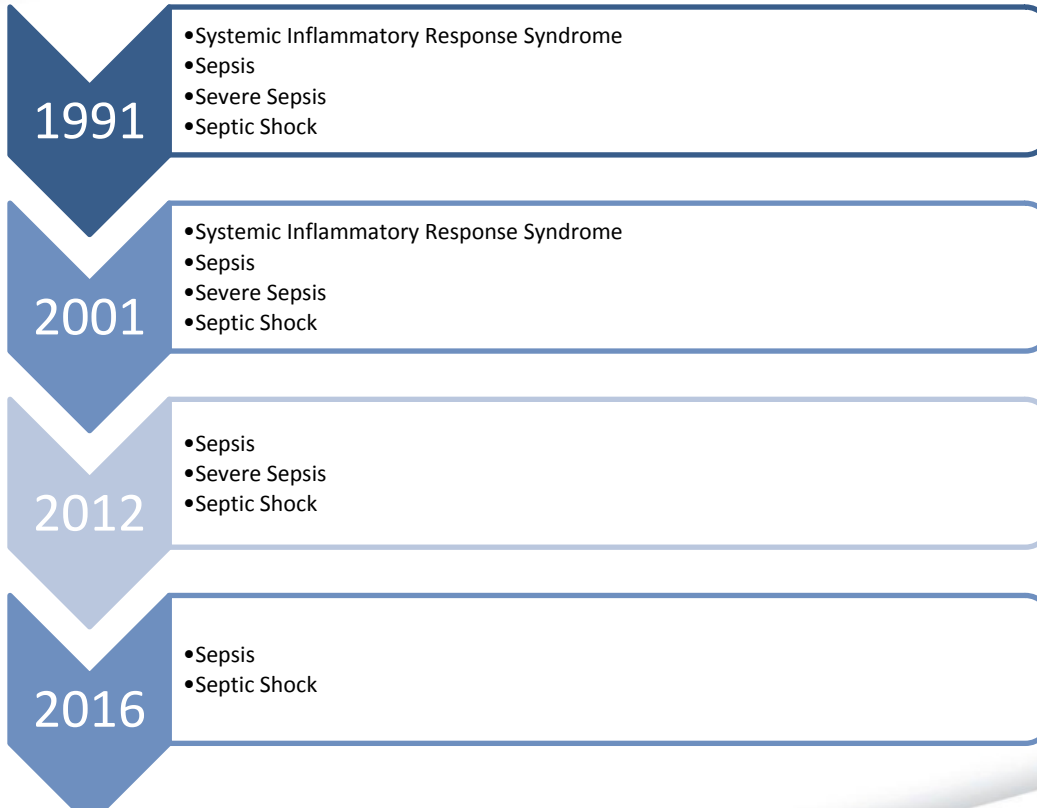 1991
•Systemic Inflammatory Response Syndrome
•Sepsis
•Severe Sepsis
•Septic Shock
2001
•Systemic Inflammatory Response Syndrome
•Sepsis
•Severe Sepsis
•Septic Shock
2012
•Sepsis
•Severe Sepsis
•Septic Shock
2016
•Sepsis
•Septic Shock